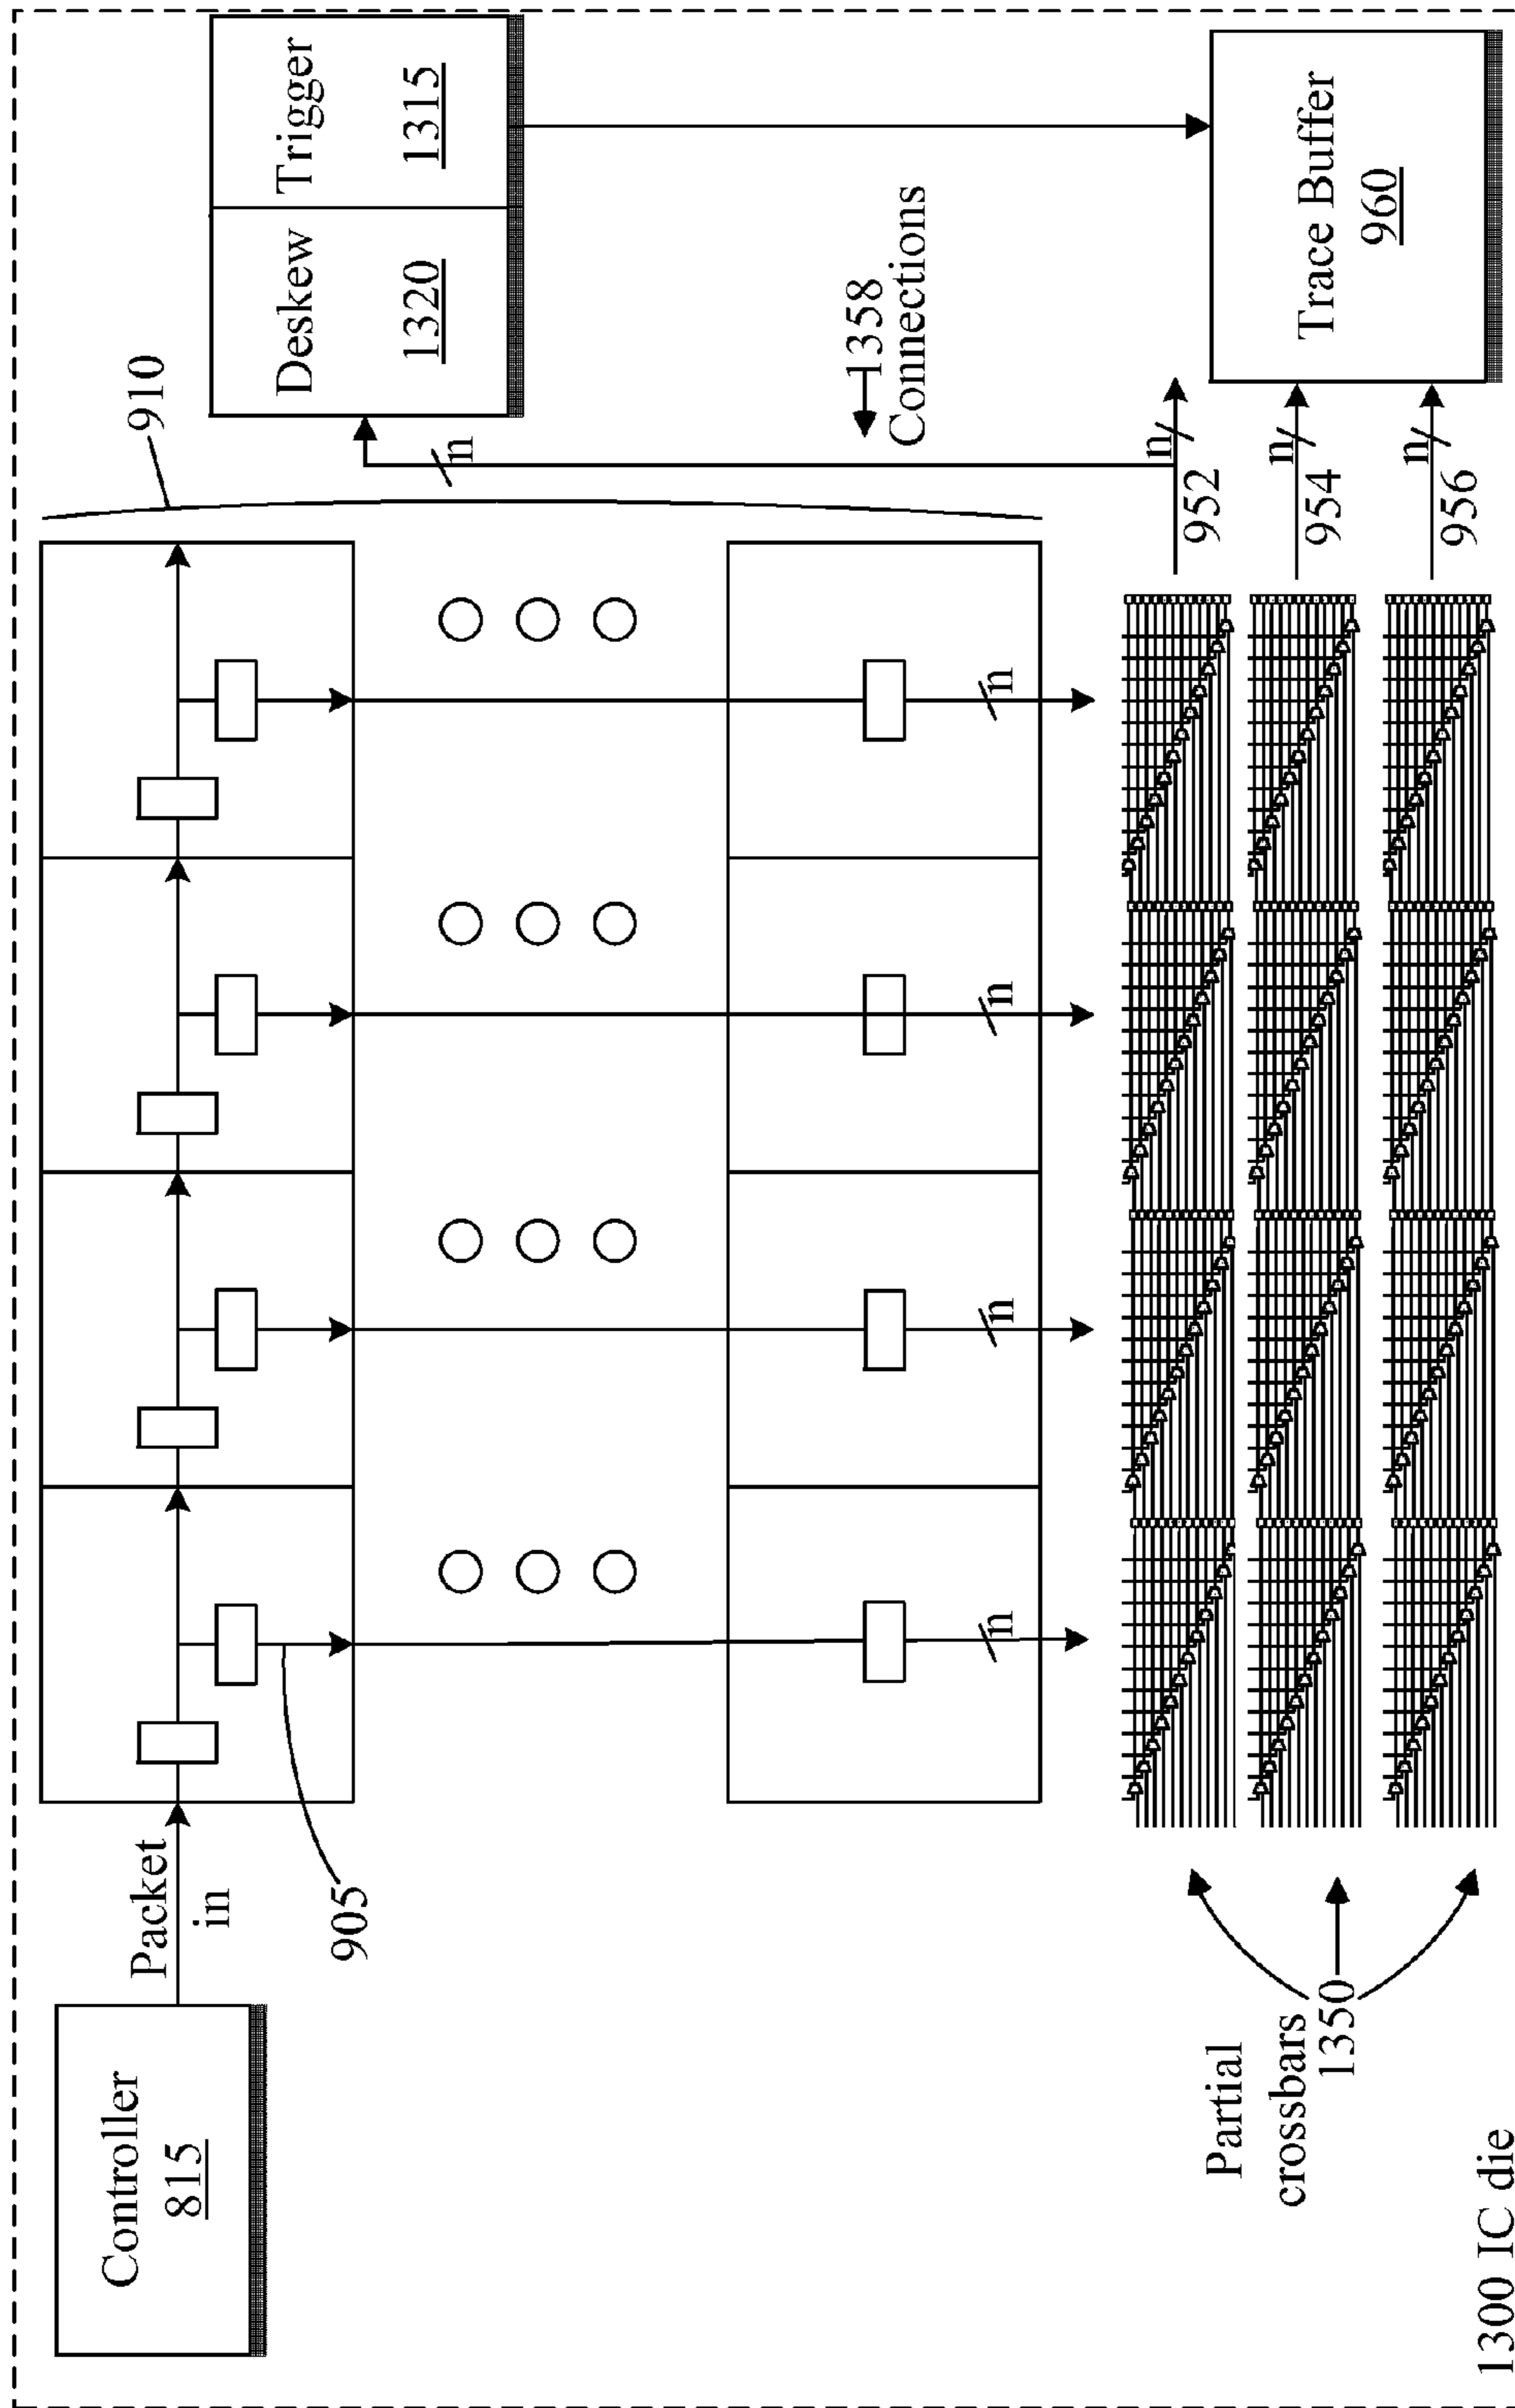 Controller
815
Packet
in
905
910
Deskew
1320
Trigger
1315
n
n
n
n
n
1358
Connections
n
952
n
954
n
956
Trace Buffer
960
Partial
crossbars
1350
1300 IC die